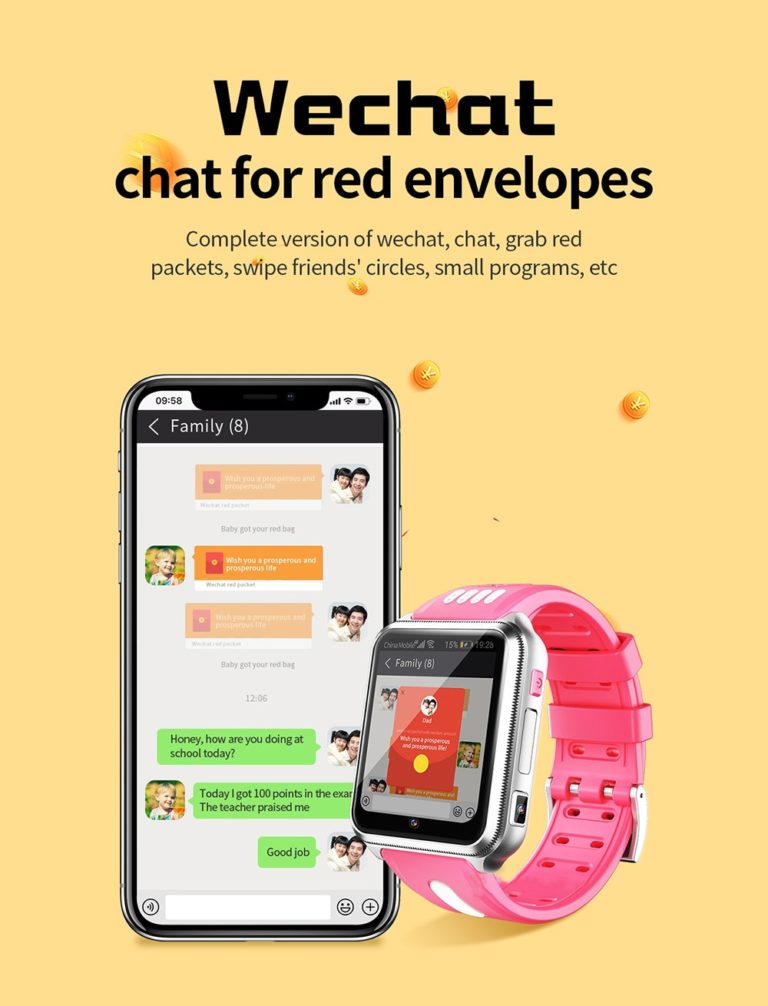 Wechat
chat for red envelopes
Complete version of wechat, chat, grab red
packets, swipe friends' circles, small programs, etc
09:58
Family (8)
Wish you a prosperous and
prosperous life
Wechat red packet
Baby got your red bag
Wish you a prosperous and
prosperous life
Wechat red packet
Wish you a prosperous and
prosperous life
Wechat red packet
Baby got your red bag
12:06
Honey, how are you doing at
school today?
Today I got 100 points in the exam
The teacher praised me
Good job
China Mobile 15% 19:26
Family (8)
Dad
Wish you a prosperous
and prosperous life!